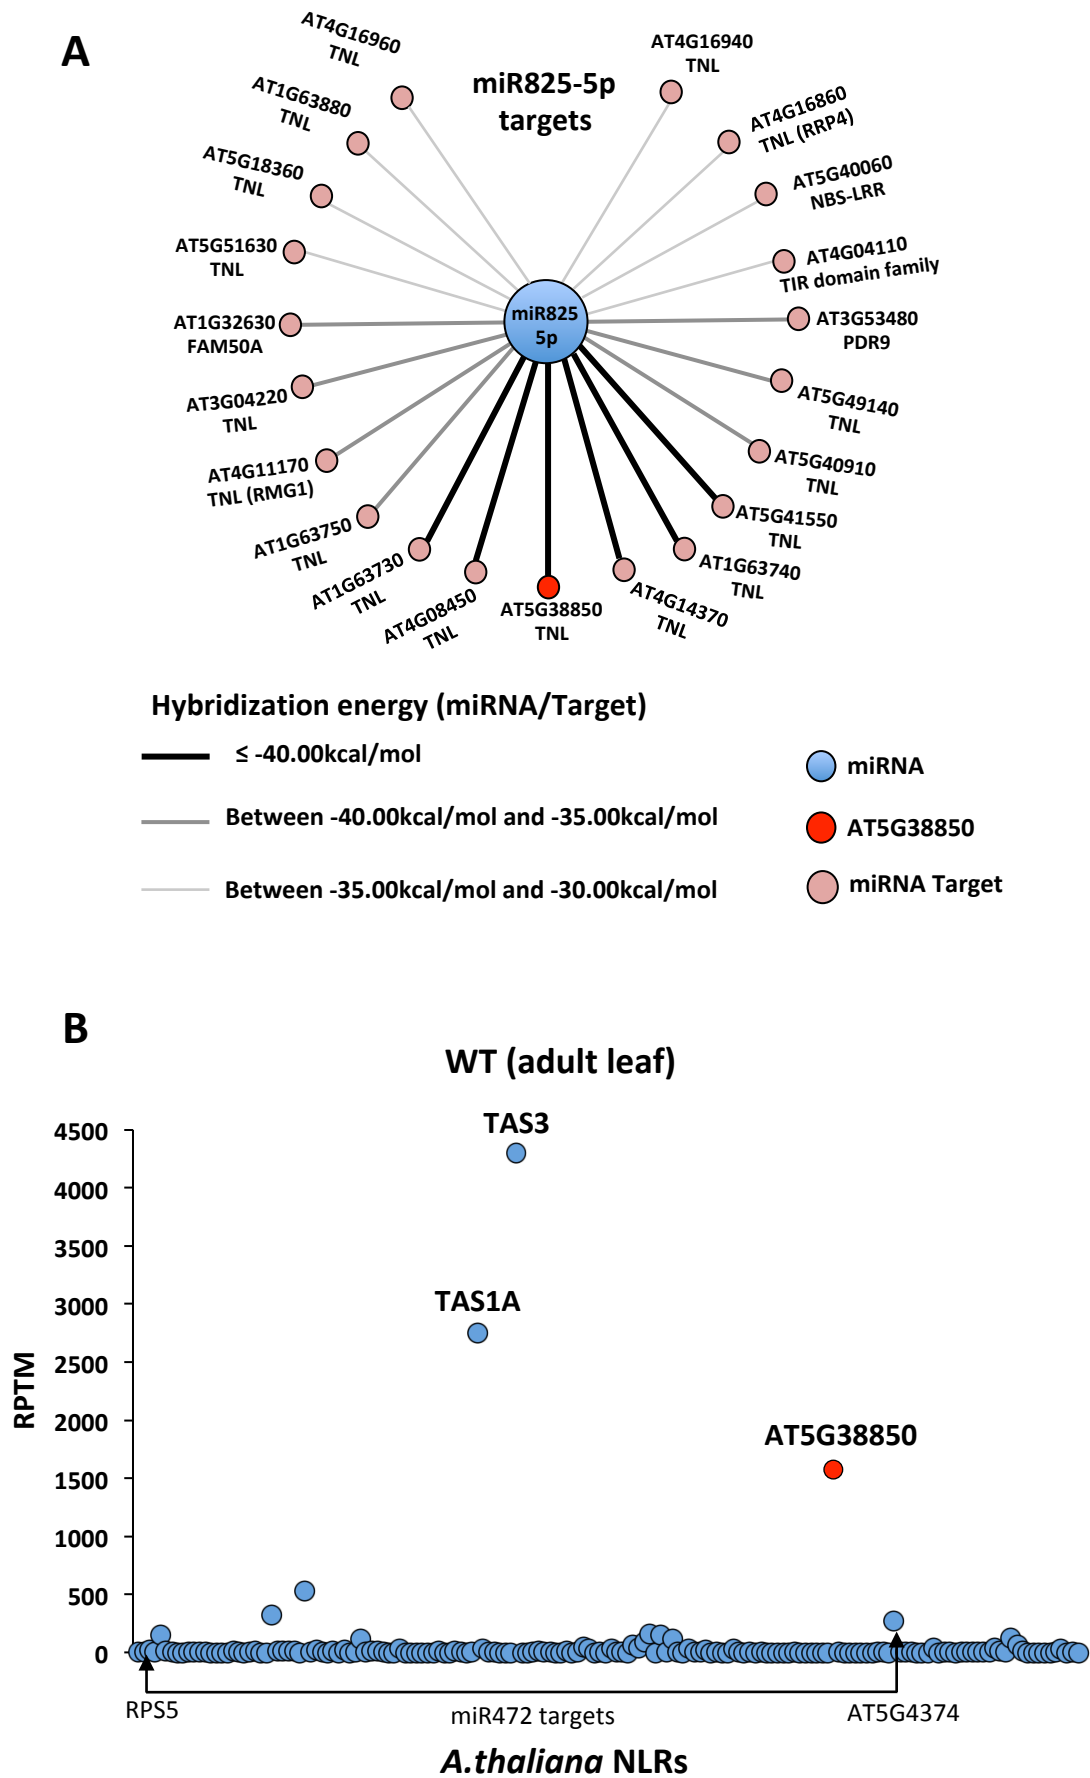 A
miR825-5p
targets
AT4G16960
TNL
AT1G63880
TNL
AT5G18360
TNL
AT5G51630
TNL
AT1G32630
FAM50A
AT3G04220
TNL
AT4G11170
TNL (RMG1)
AT1G63750
TNL
AT1G63730
TNL
AT4G08450
TNL
AT5G38850
TNL
AT4G14370
TNL
AT1G63740
TNL
AT5G41550
TNL
AT5G40910
TNL
AT5G49140
TNL
AT3G53480
PDR9
AT4G04110
TIR domain family
AT5G40060
NBS-LRR
AT4G16860
TNL (RRP4)
AT4G16940
TNL
miR825
5p
Hybridization energy (miRNA/Target)
≤ -40.00kcal/mol
Between -40.00kcal/mol and -35.00kcal/mol
Between -35.00kcal/mol and -30.00kcal/mol
miRNA
AT5G38850
miRNA Target
B
WT (adult leaf)
RPTM
4500
4000
3500
3000
2500
2000
1500
1000
500
0
TAS3
TAS1A
AT5G38850
RPS5
miR472 targets
AT5G4374
A.thaliana NLRs